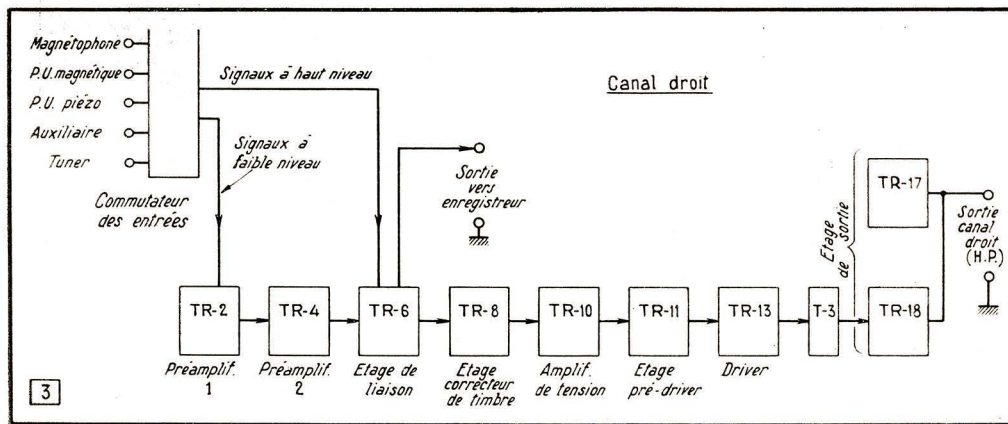 Magnétophone
P.U. magnétique
P.U. piézo
Auxiliaire
Tuner
Commutateur
des entrées
Signaux à haut niveau
Signaux à
faible niveau
Canal droit
Sortie
vers
enregistreur
TR-17
Etage
de sortie
Sortie
canal
droit
(H.P.)
TR-2
TR-4
TR-6
TR-8
TR-10
TR-11
TR-13
T-3
TR-18
Préamplif.
1
Préamplif.
2
Etage de
liaison
Etage
correcteur
de timbre
Amplif.
de tension
Etage
pré-driver
Driver
3